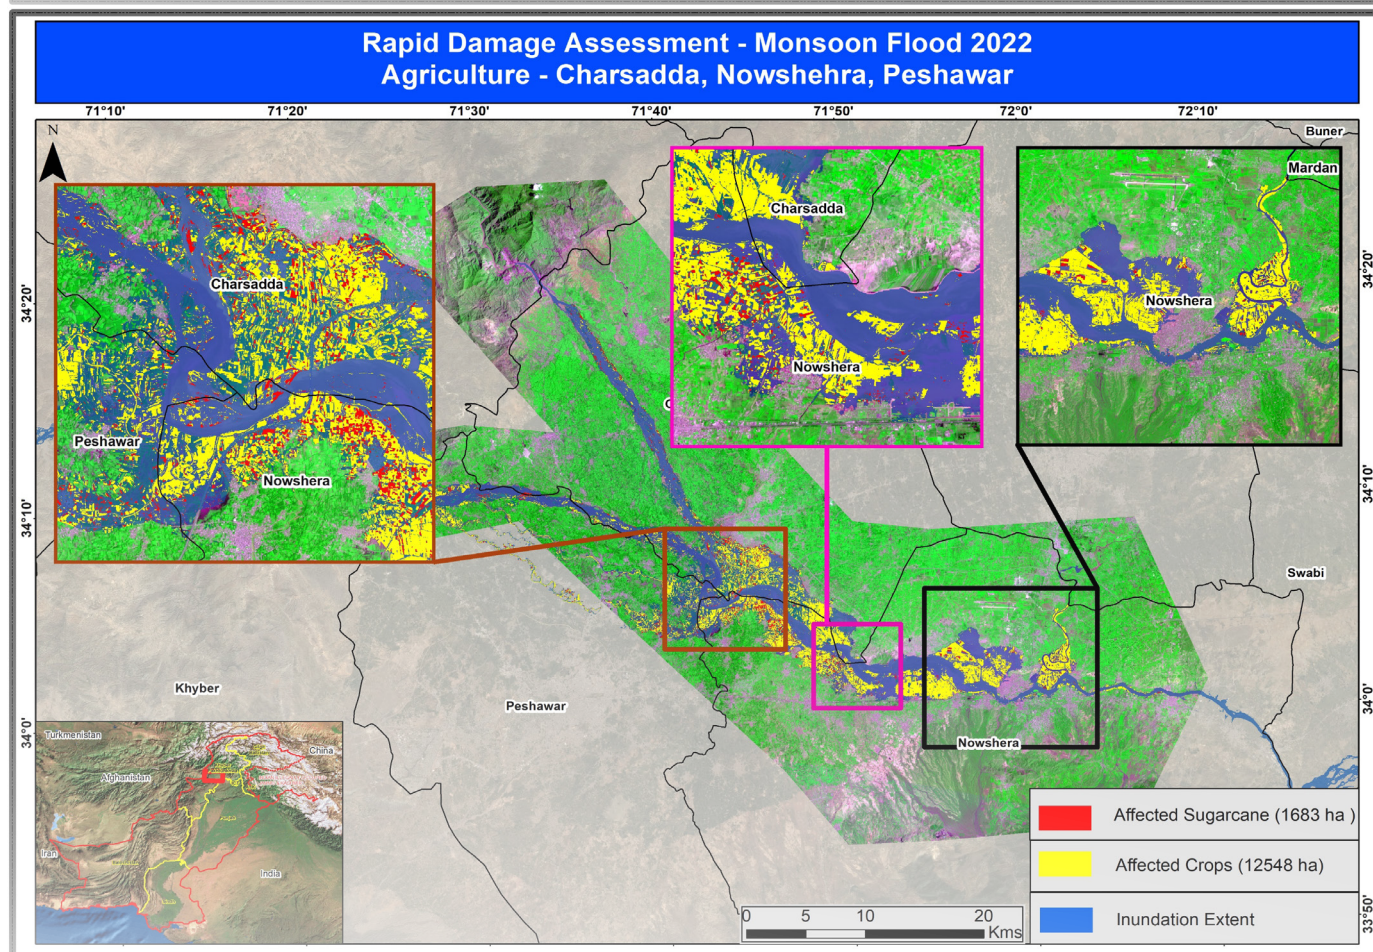 Rapid Damage Assessment - Monsoon Flood 2022
Agriculture - Charsadda, Nowshehra, Peshawar
71°10'
71°20'
71°30'
71°40'
71°50'
72°0'
72°10'
N
Buner
Mardan
Charsadda
Charsadda
34°20'
34°20'
Nowshera
Nowshera
Peshawar
Nowshera
34°10'
34°10'
Swabi
Khyber
Peshawar
34°0'
34°0'
Nowshera
Turkmenistan
China
Afghanistan
Iran
India
Affected Sugarcane (1683 ha )
Affected Crops (12548 ha)
Inundation Extent
33°50'
0 5 10 20
Kms